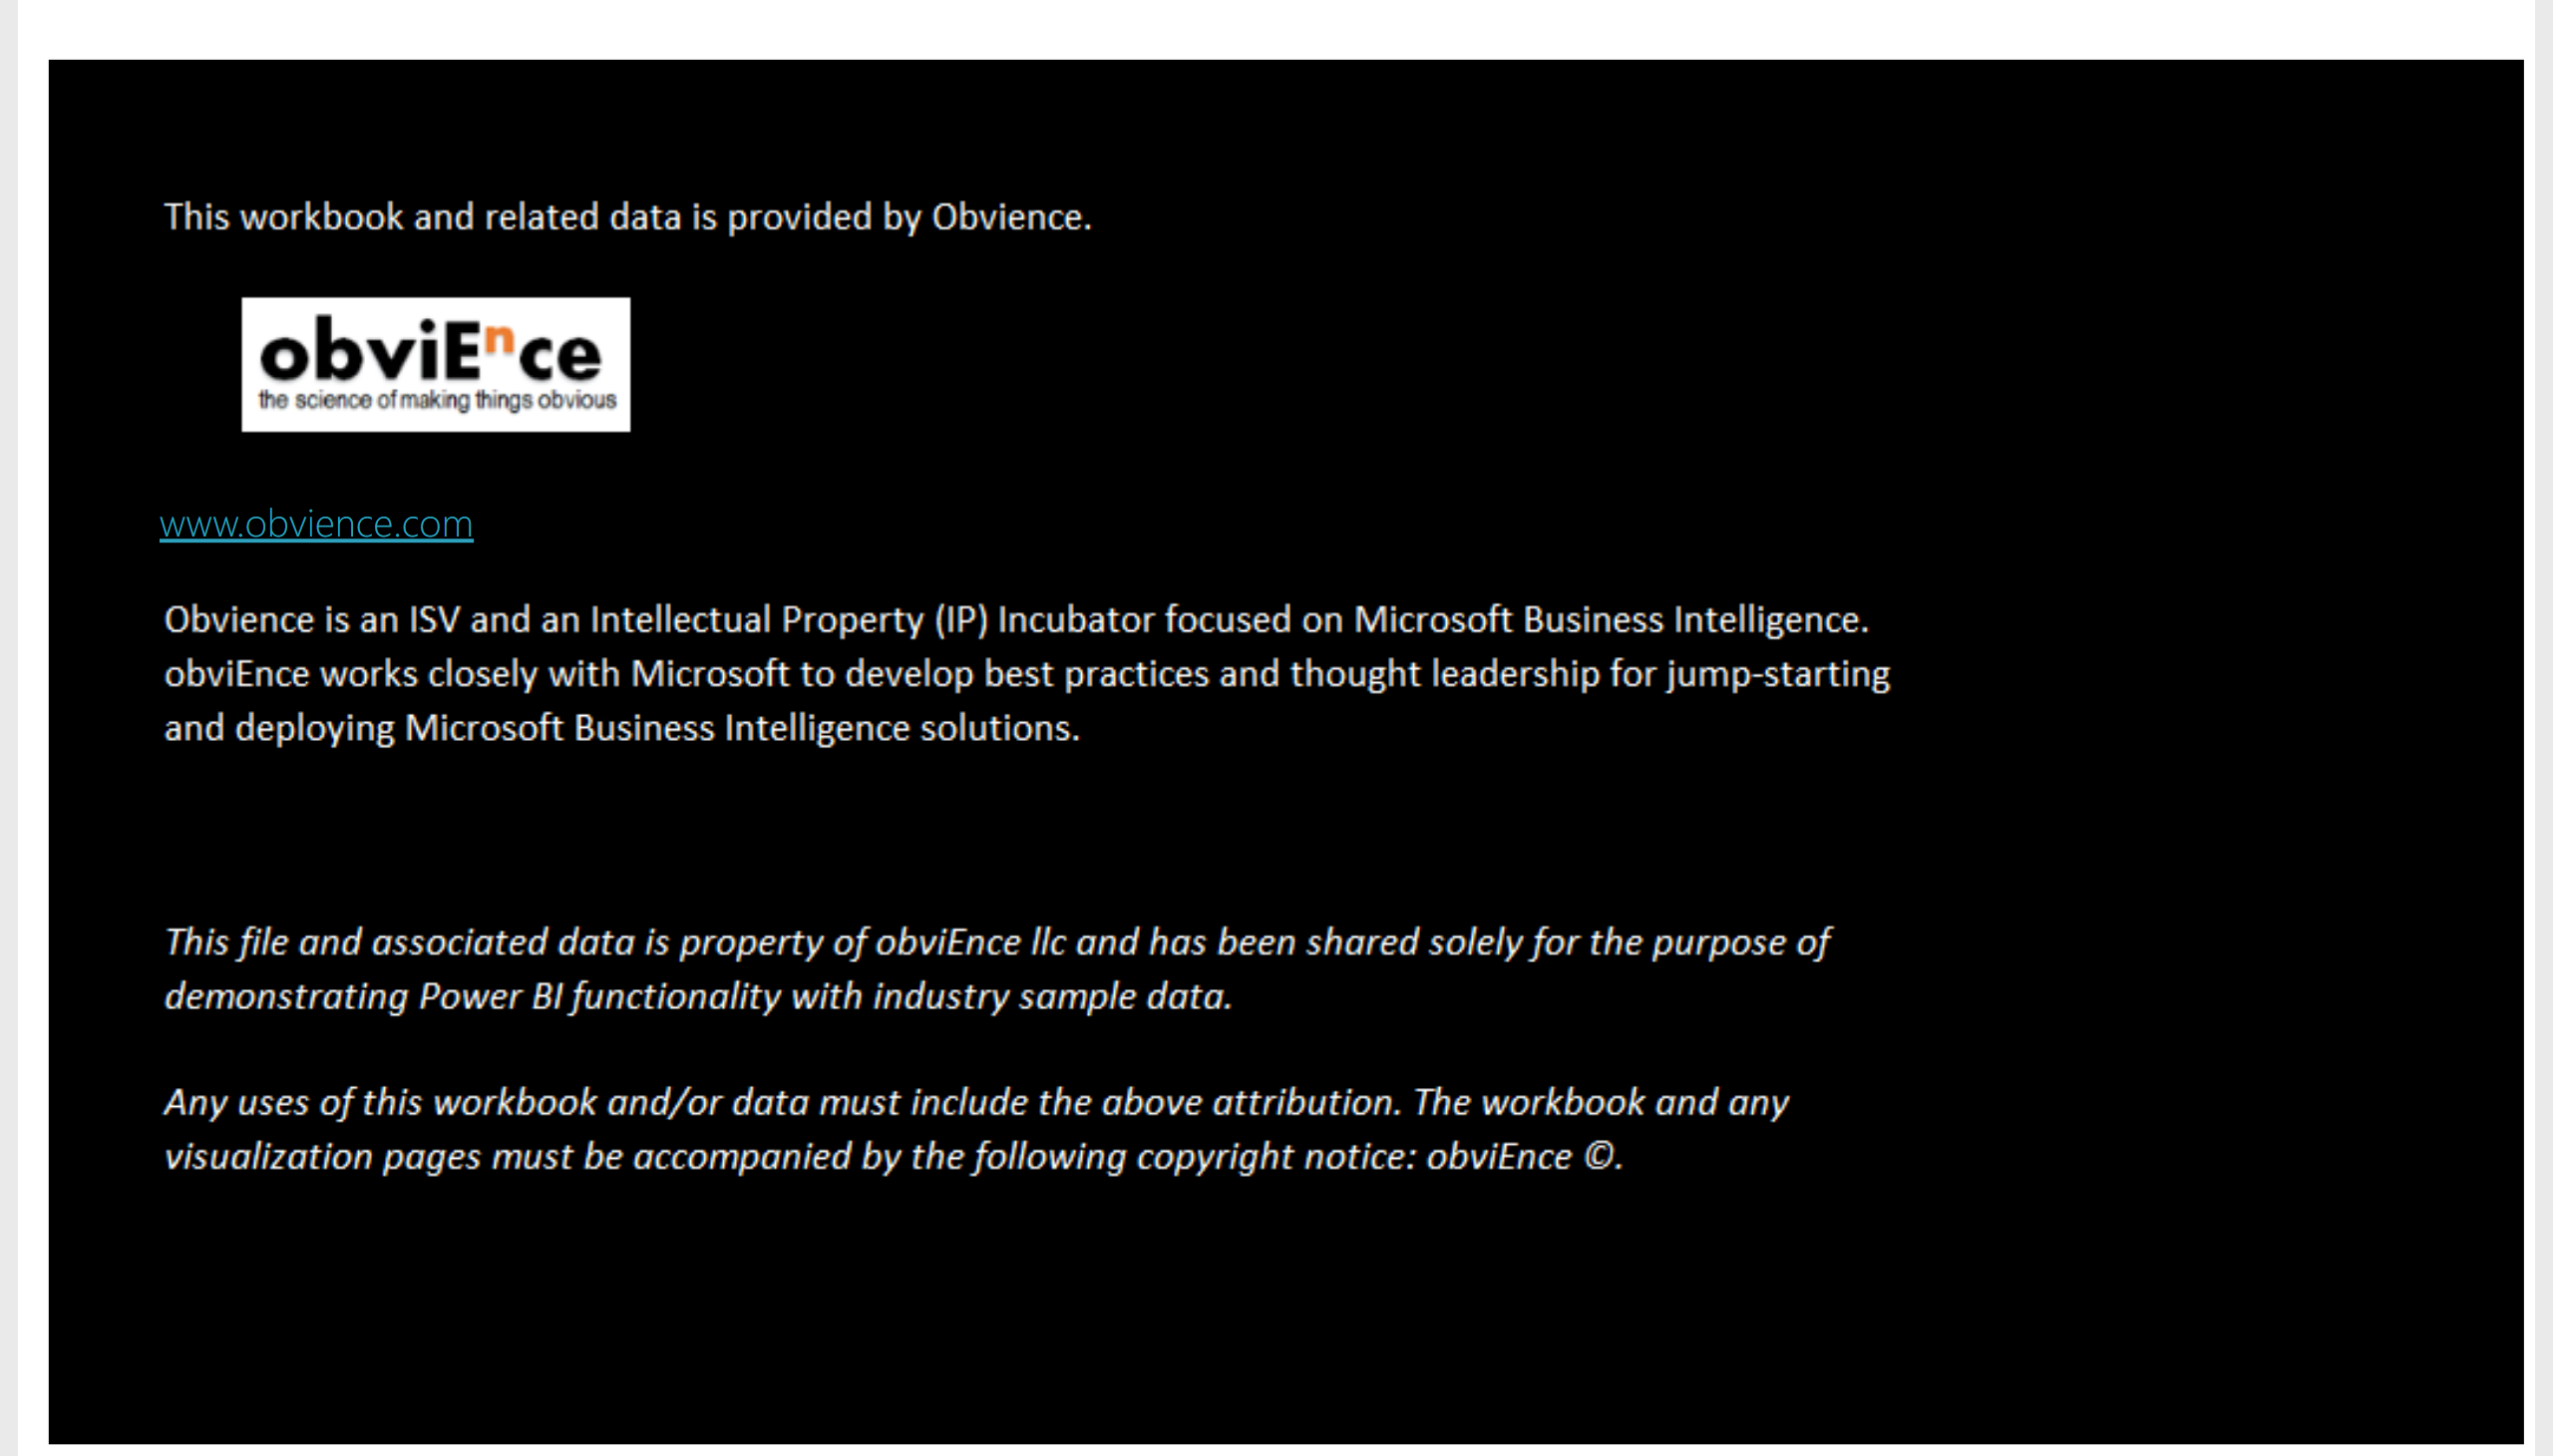 This workbook and related data is provided by Obvience.
obviEnce
the science of making things obvious
www.obvience.com
Obvience is an ISV and an Intellectual Property (IP) Incubator focused on Microsoft Business Intelligence.
obviEnce works closely with Microsoft to develop best practices and thought leadership for jump-starting
and deploying Microsoft Business Intelligence solutions.
This file and associated data is property of obviEnce llc and has been shared solely for the purpose of
demonstrating Power BI functionality with industry sample data.
Any uses of this workbook and/or data must include the above attribution. The workbook and any
visualization pages must be accompanied by the following copyright notice: obviEnce ©.